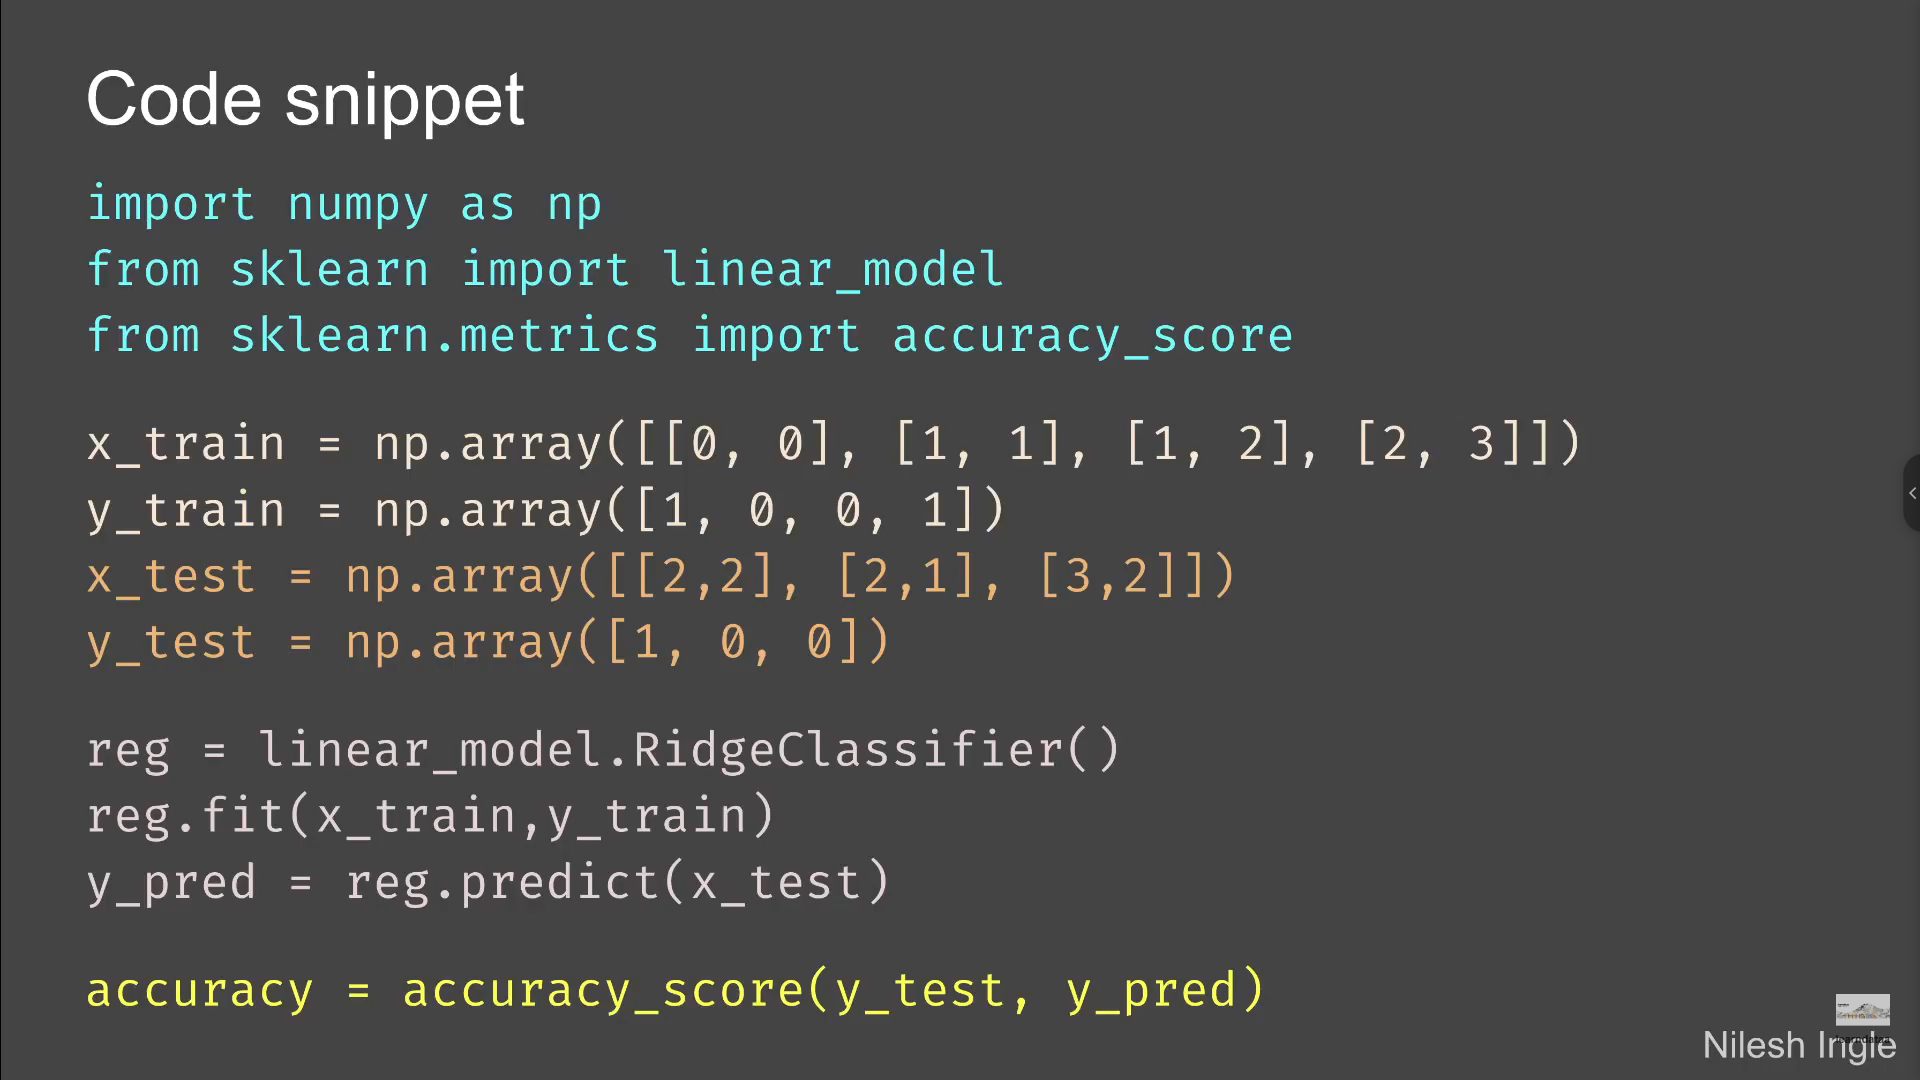 Code snippet
import numpy as np
from sklearn import linear_model
from sklearn.metrics import accuracy_score
x_train = np.array([[0, 0], [1, 1], [1, 2], [2, 3]])
y_train = np.array([1, 0, 0, 1])
x_test = np.array([[2,2], [2,1], [3,2]])
y_test = np.array([1, 0, 0])
reg = linear_model.RidgeClassifier()
reg.fit(x_train,y_train)
y_pred = reg.predict(x_test)
accuracy = accuracy_score(y_test, y_pred)
Nilesh Ingle